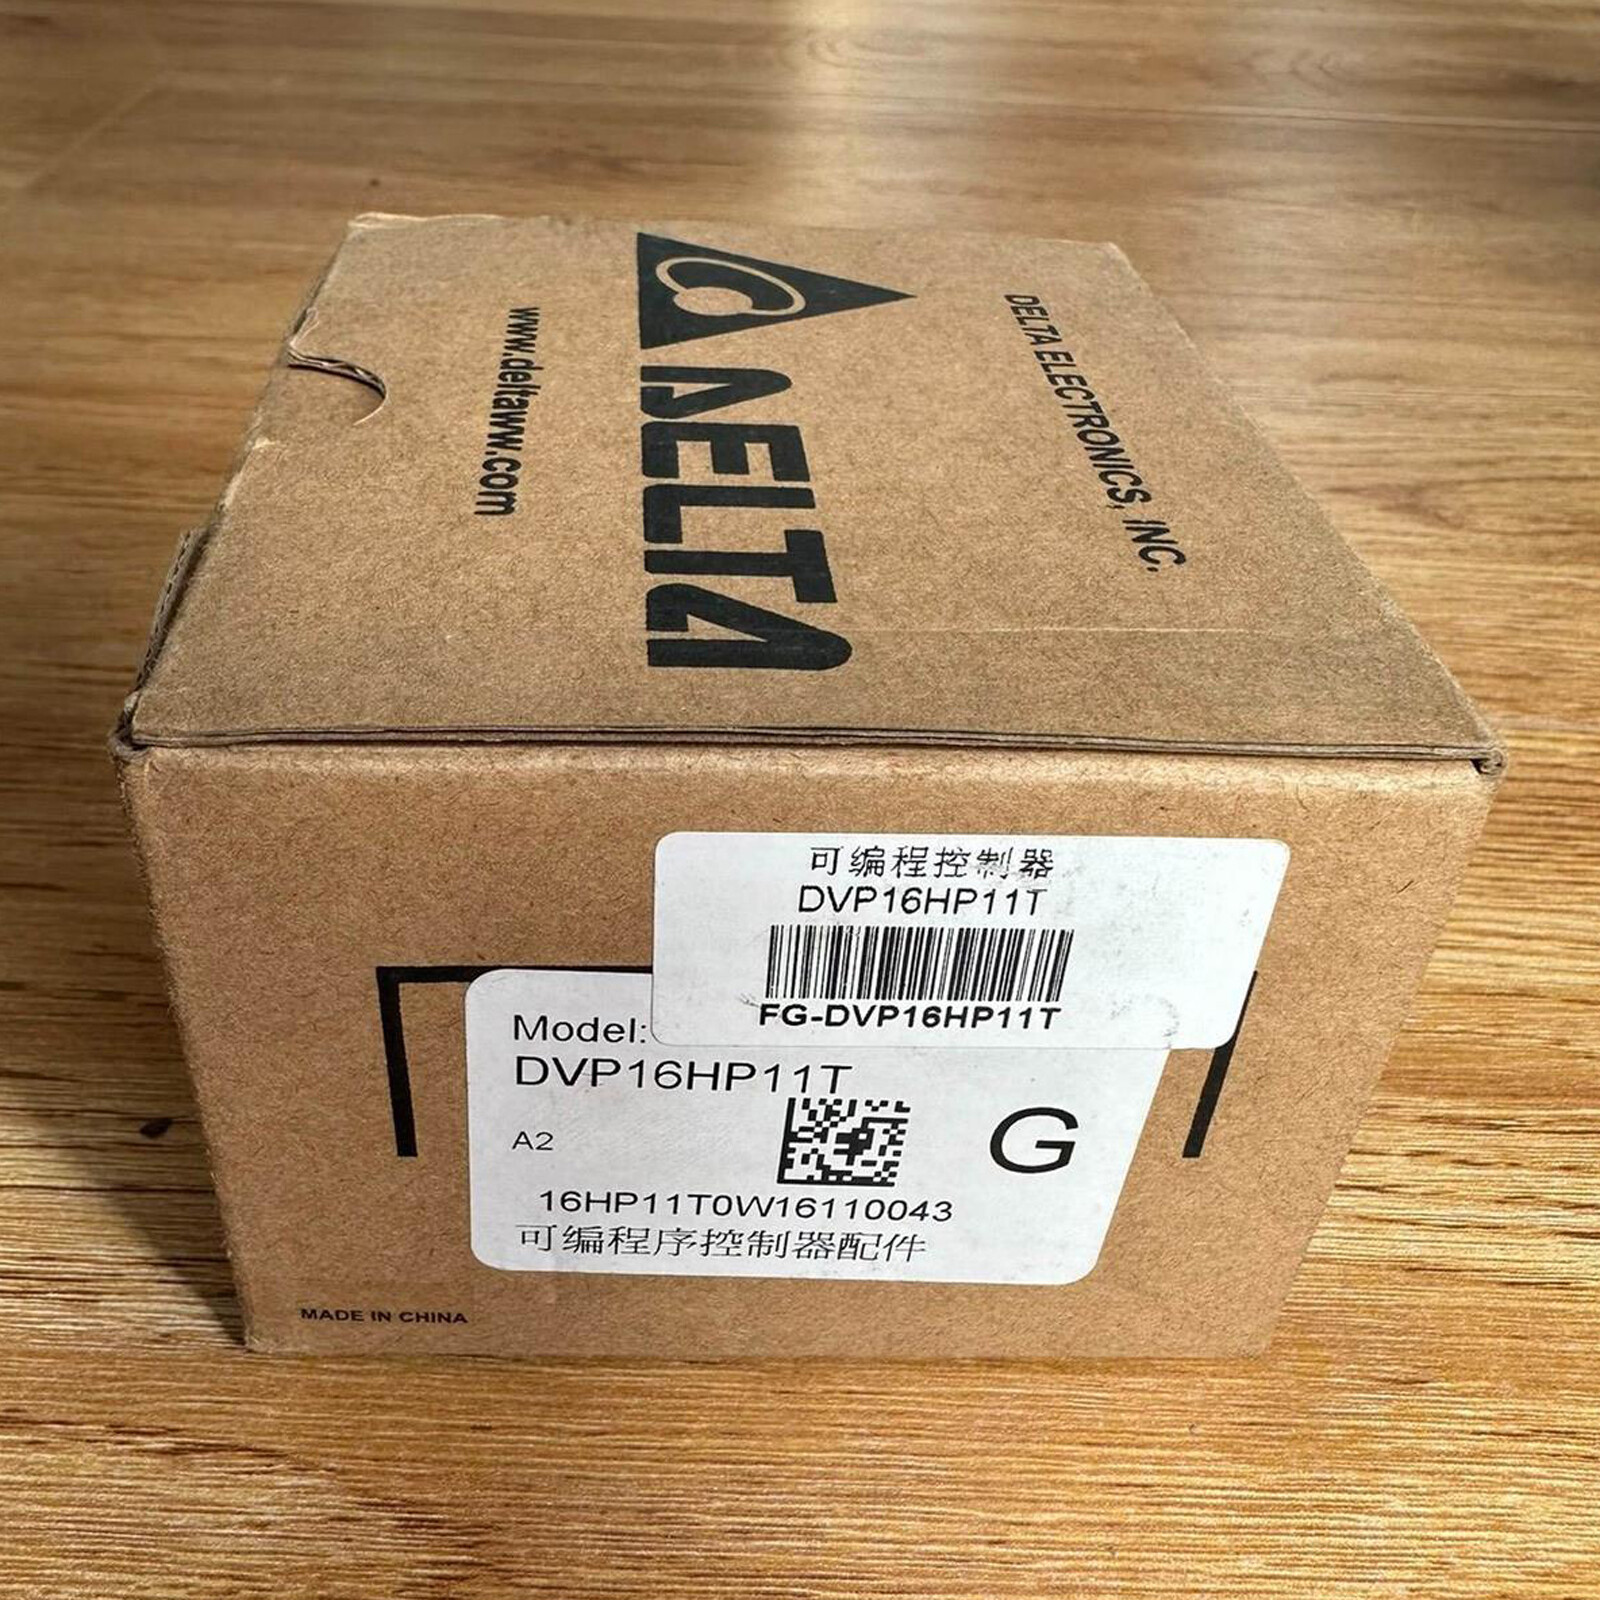 DELTA ELECTRONICS, INC.
DELTA
www.deltaww.com
可编程控制器
DVP16HP11T
FG-DVP16HP11T
Model:
DVP16HP11T
A2
G
16HP11T0W16110043
可编程序控制器配件
MADE IN CHINA